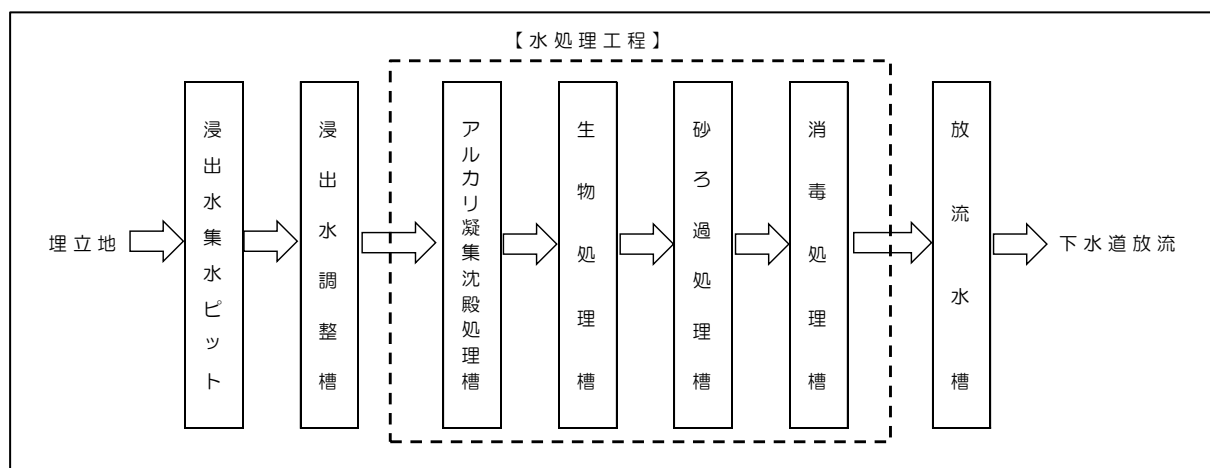 【水処理工程】
埋立地
浸出水集水ピット
浸出水調整槽
アルカリ凝集沈殿処理槽
生物処理槽
砂ろ過処理槽
消毒処理槽
放流水槽
下水道放流